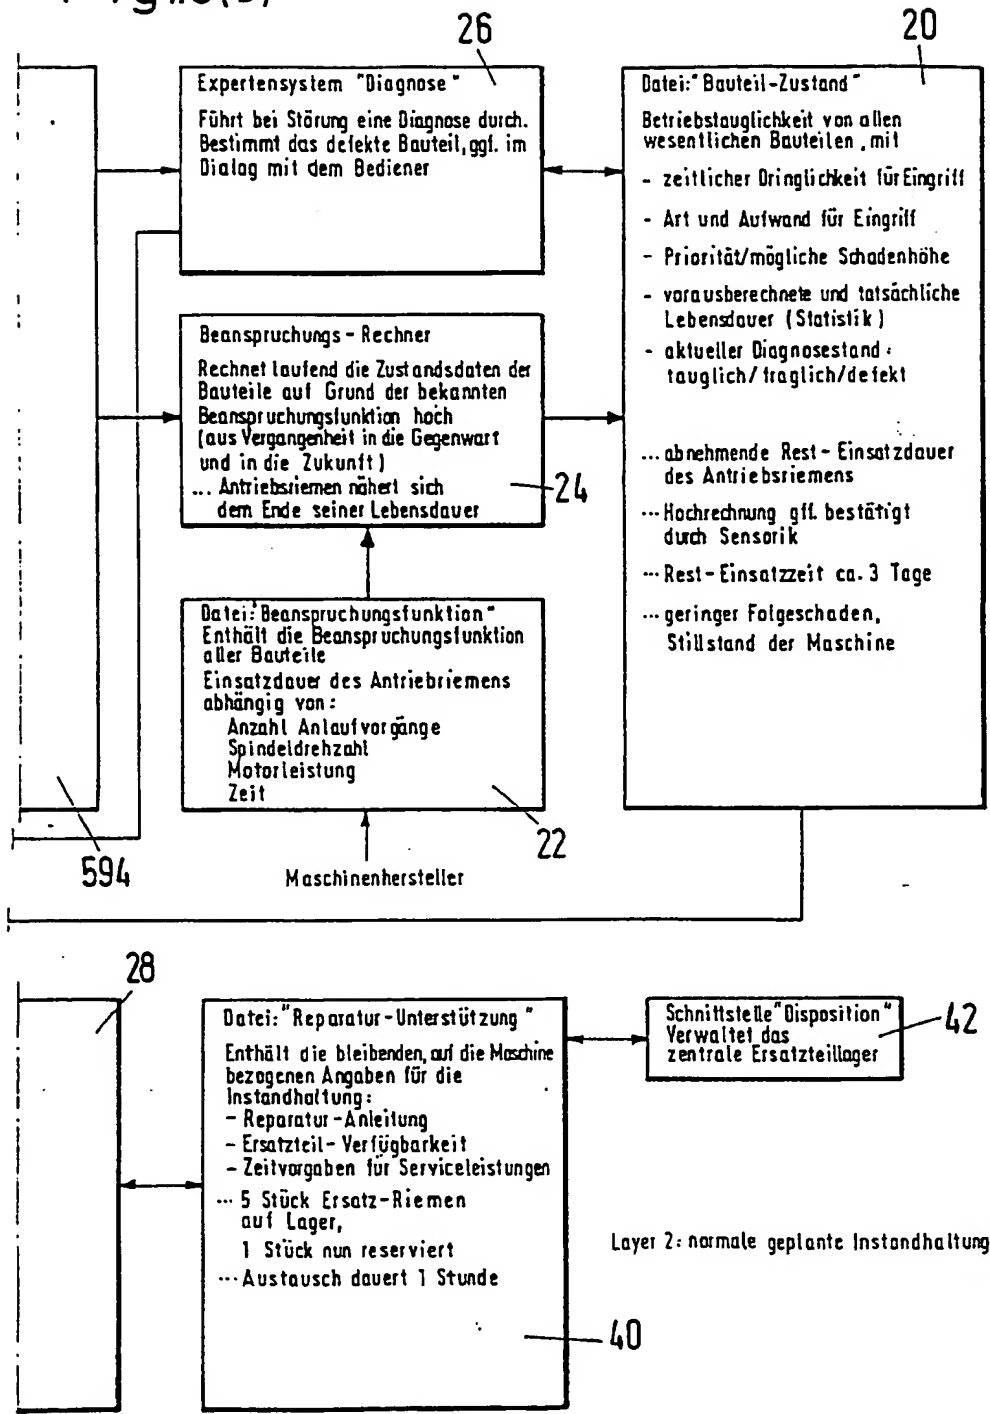 26
20
Expertensystem "Diagnose"
Führt bei Störung eine Diagnose durch.
Bestimmt das defekte Bauteil, ggf. im
Dialog mit dem Bediener
Datei: "Bauteil-Zustand"
Betriebstauglichkeit von allen
wesentlichen Bauteilen, mit
- zeitlicher Dringlichkeit für Eingriff
- Art und Aufwand für Eingriff
- Priorität/mögliche Schadenhöhe
- vorausberechnete und tatsächliche
Lebensdauer (Statistik)
- aktueller Diagnosestand:
tauglich/fraglich/defekt
... abnehmende Rest-Einsatzdauer
des Antriebsriemens
... Hochrechnung gff. bestätigt
durch Sensorik
... Rest-Einsatzzeit ca. 3 Tage
... geringer Folgeschaden,
Stillstand der Maschine
Beanspruchungs-Rechner
Rechnet laufend die Zustandsdaten der
Bauteile auf Grund der bekannten
Beanspruchungsfunktion hoch
(aus Vergangenheit in die Gegenwart
und in die Zukunft)
... Antriebsriemen nähert sich
dem Ende seiner Lebensdauer
24
Datei: "Beanspruchungsfunktion"
Enthält die Beanspruchungsfunktion
aller Bauteile
Einsatzdauer des Antriebriemens
abhängig von:
Anzahl Anlaufvorgänge
Spindeldrehzahl
Motorleistung
Zeit
22
594
Maschinenhersteller
28
Datei: "Reparatur-Unterstützung"
Enthält die bleibenden, auf die Maschine
bezogenen Angaben für die
Instandhaltung:
- Reparatur-Anleitung
- Ersatzteil-Verfügbarkeit
- Zeitvorgaben für Serviceleistungen
... 5 Stück Ersatz-Riemen
auf Lager,
1 Stück nun reserviert
... Austausch dauert 1 Stunde
40
Schnittstelle "Disposition"
Verwaltet das
zentrale Ersatzteillager
42
Layer 2: normale geplante Instandhaltung